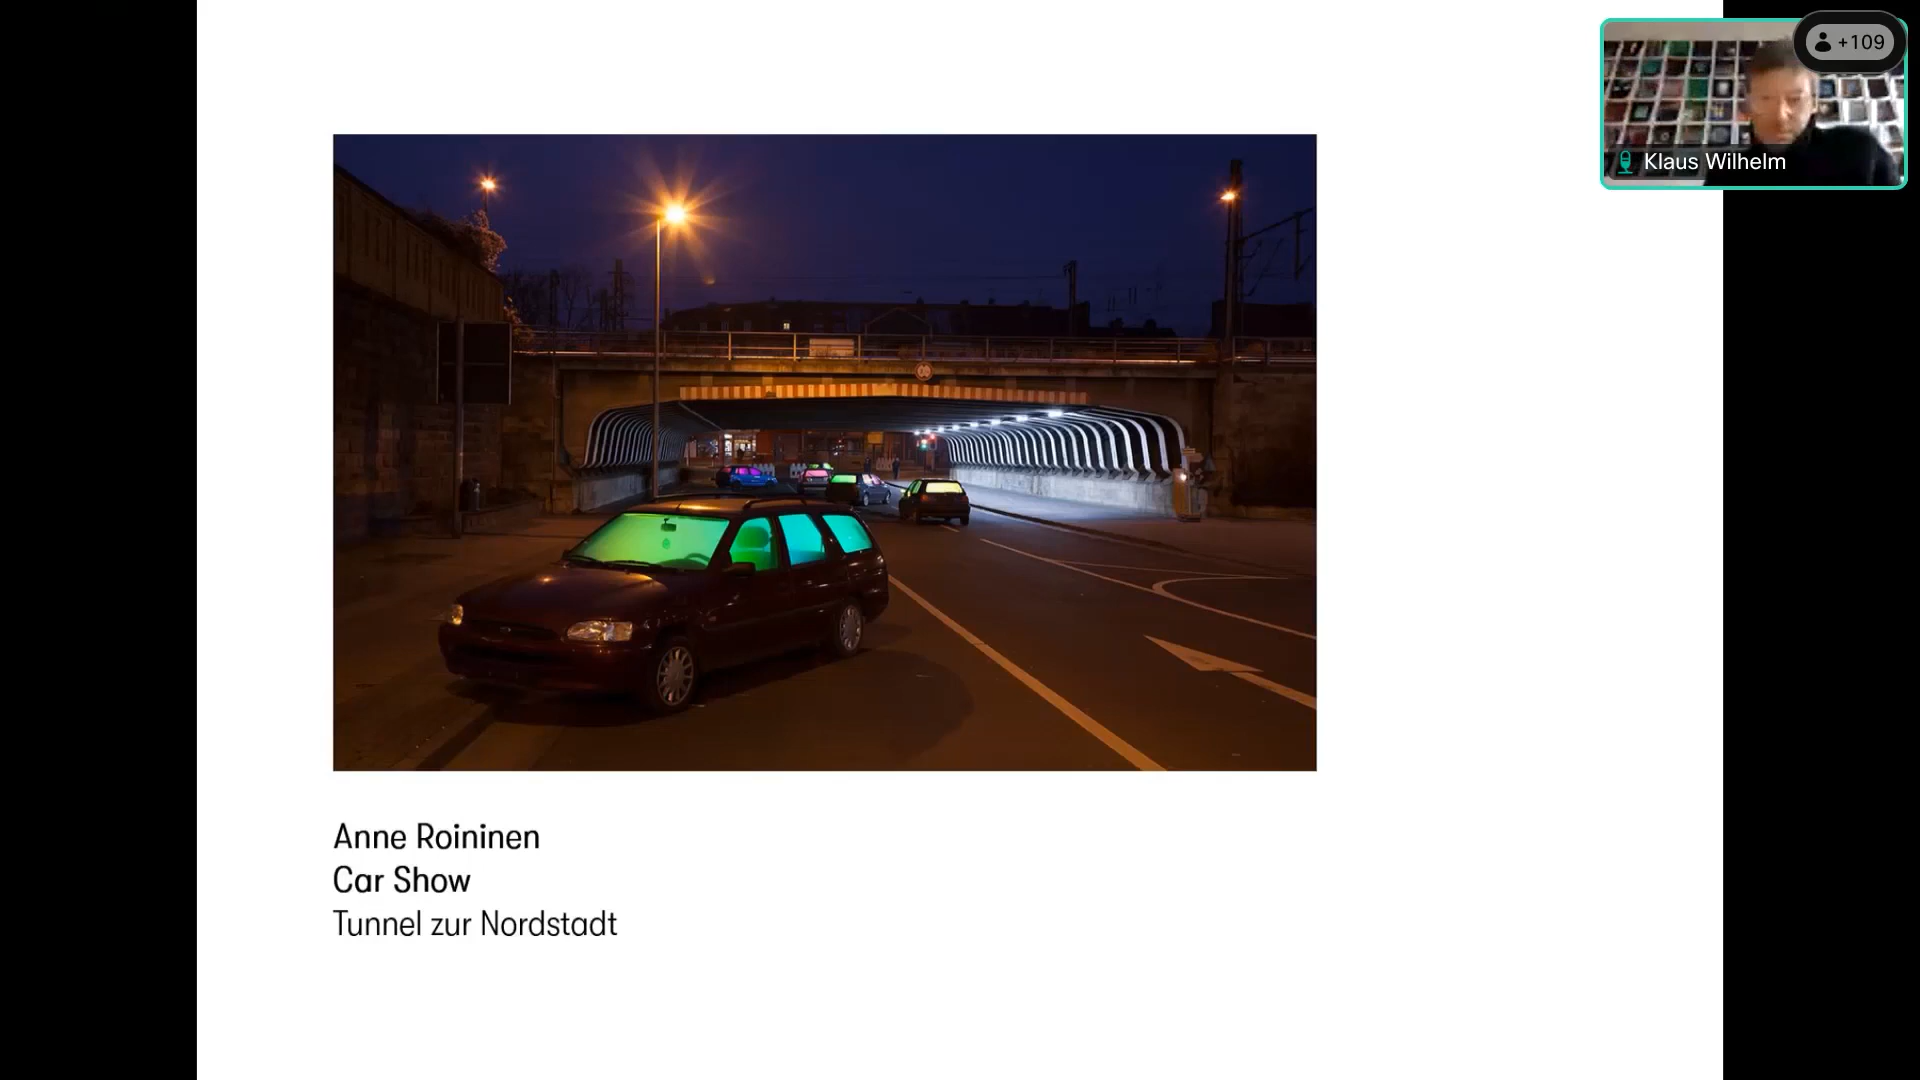 +109
Klaus Wilhelm
Anne Roininen
Car Show
Tunnel zur Nordstadt